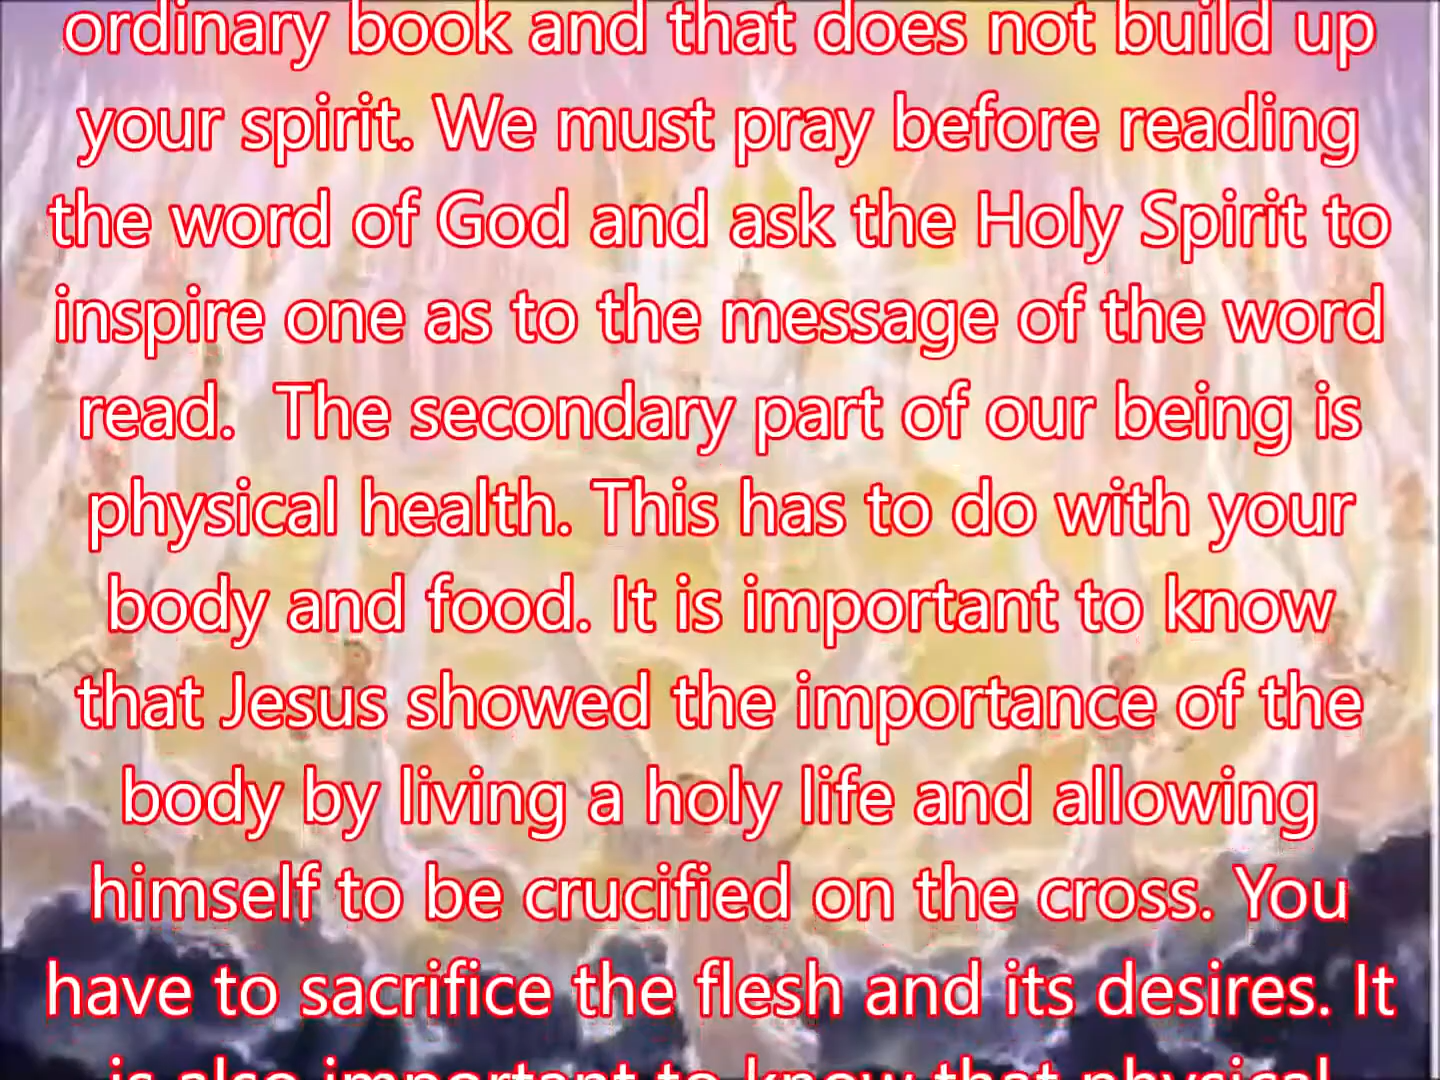 ordinary book and that does not build up
your spirit. We must pray before reading
the word of God and ask the Holy Spirit to
inspire one as to the message of the word
read.  The secondary part of our being is
physical health. This has to do with your
body and food. It is important to know
that Jesus showed the importance of the
body by living a holy life and allowing
himself to be crucified on the cross. You
have to sacrifice the flesh and its desires. It
is also important to know that physical